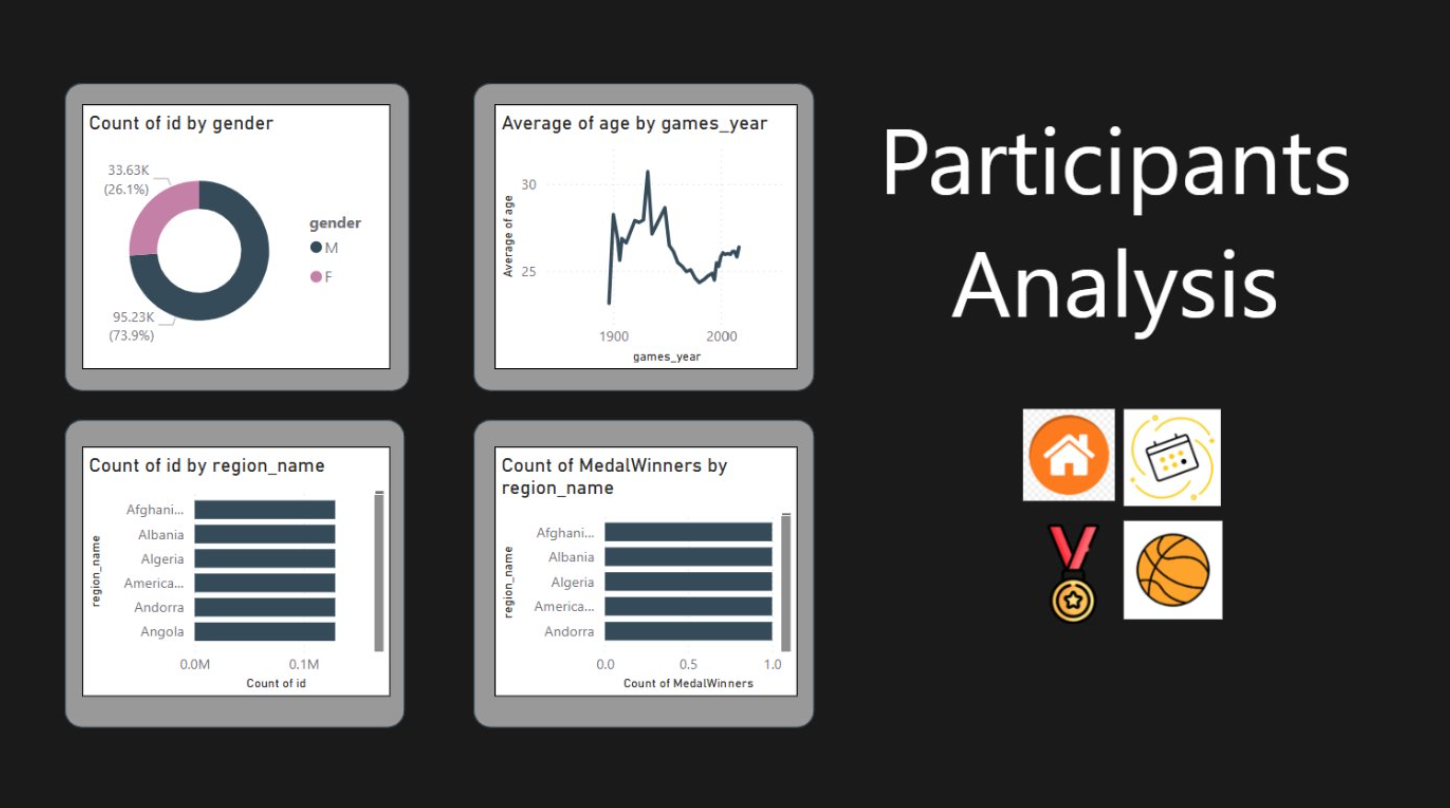 Count of id by gender
33.63K
(26.1%)
gender
M
F
95.23K
(73.9%)
Average of age by games_year
Average of age
30
25
1900 2000
games_year
Participants
Analysis
Count of id by region_name
region_name
Afghani...
Albania
Algeria
America...
Andorra
Angola
0.0M 0.1M
Count of id
Count of MedalWinners by
region_name
region_name
Afghani...
Albania
Algeria
America...
Andorra
0.0 0.5 1.0
Count of MedalWinners